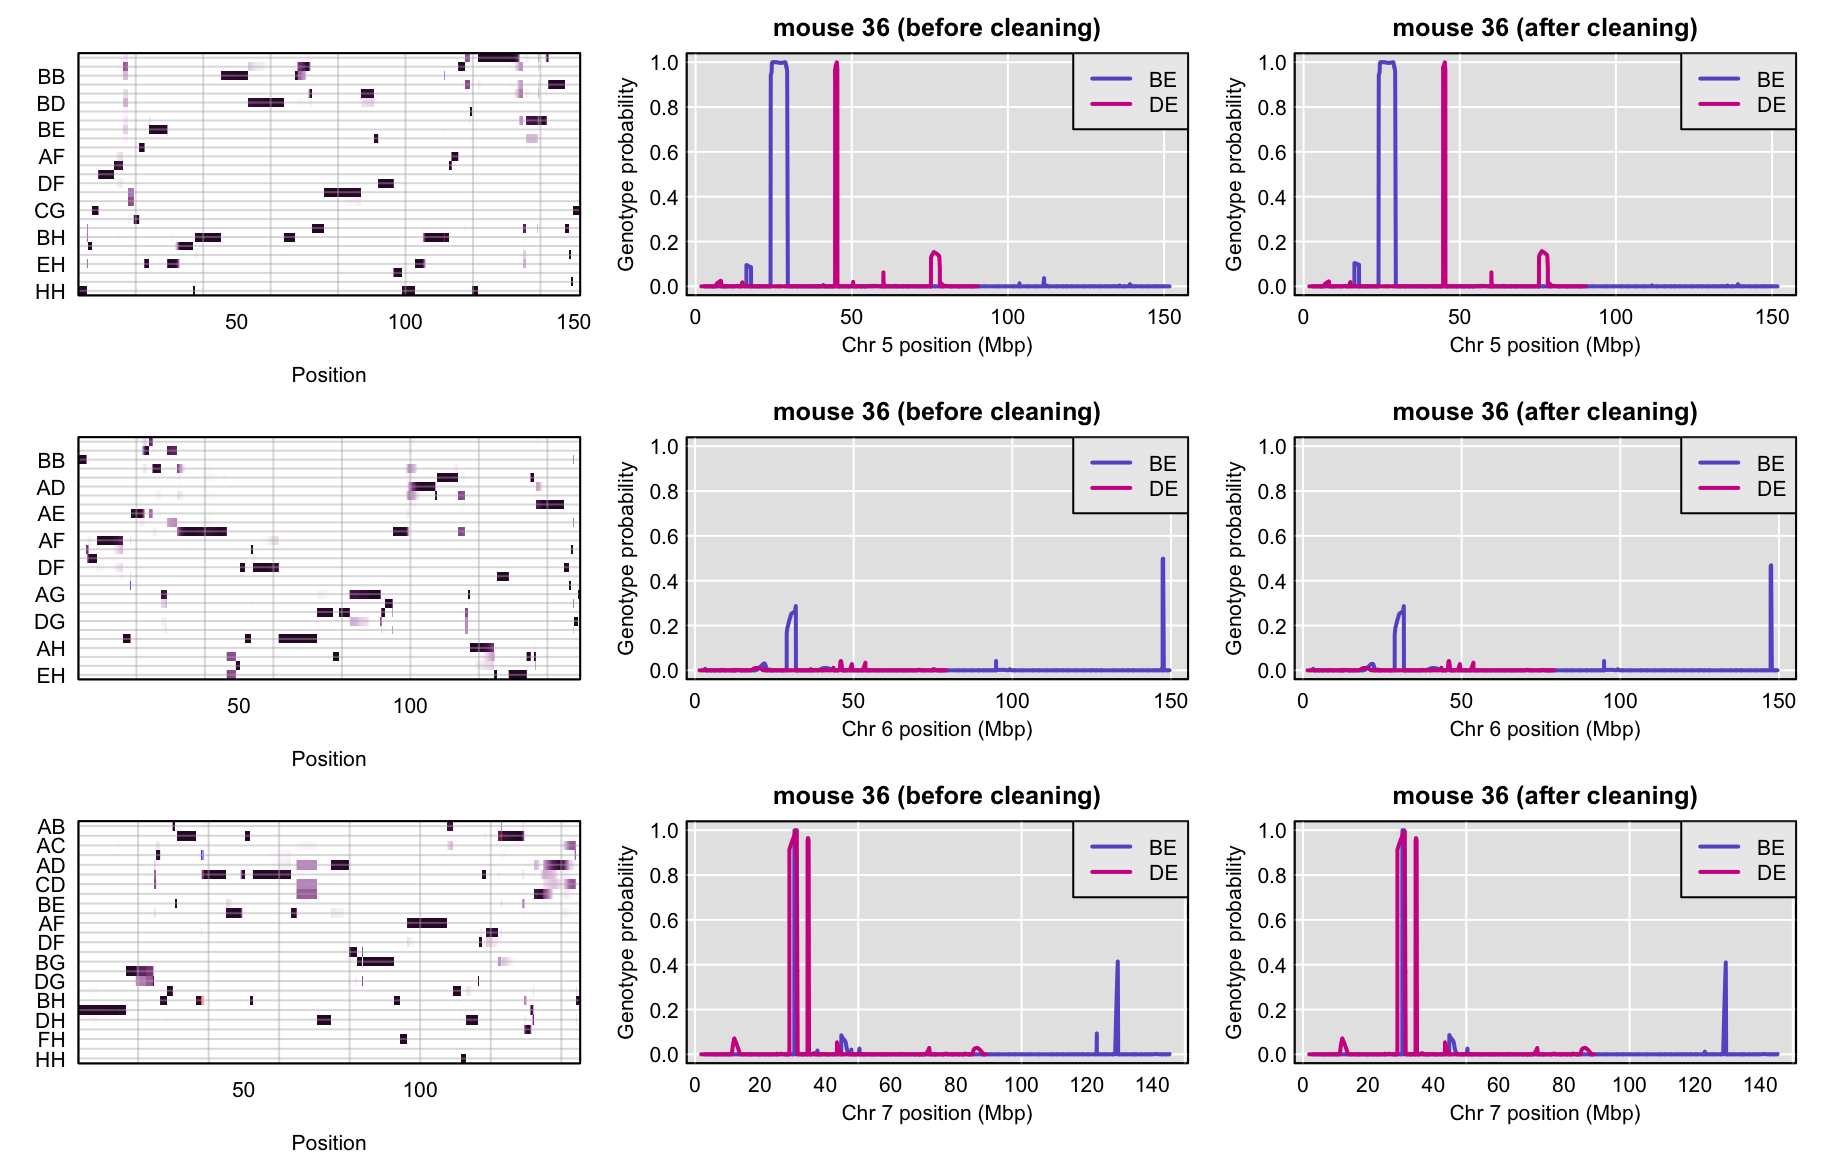 mouse 36 (before cleaning)
mouse 36 (after cleaning)
BB
BD
BE
AF
DF
CG
BH
EH
HH
50
100
150
Position
Genotype probability
1.0
0.8
0.6
0.4
0.2
0.0
BE
DE
0
50
100
150
Chr 5 position (Mbp)
Genotype probability
1.0
0.8
0.6
0.4
0.2
0.0
BE
DE
0
50
100
150
Chr 5 position (Mbp)
mouse 36 (before cleaning)
mouse 36 (after cleaning)
BB
AD
AE
AF
DF
AG
DG
AH
EH
50
100
Position
Genotype probability
1.0
0.8
0.6
0.4
0.2
0.0
BE
DE
0
50
100
150
Chr 6 position (Mbp)
Genotype probability
1.0
0.8
0.6
0.4
0.2
0.0
BE
DE
0
50
100
150
Chr 6 position (Mbp)
mouse 36 (before cleaning)
mouse 36 (after cleaning)
AB
AC
AD
CD
BE
AF
DF
BG
DG
BH
DH
FH
HH
50
100
Position
Genotype probability
1.0
0.8
0.6
0.4
0.2
0.0
BE
DE
0
20
40
60
80
100
120
140
Chr 7 position (Mbp)
Genotype probability
1.0
0.8
0.6
0.4
0.2
0.0
BE
DE
0
20
40
60
80
100
120
140
Chr 7 position (Mbp)